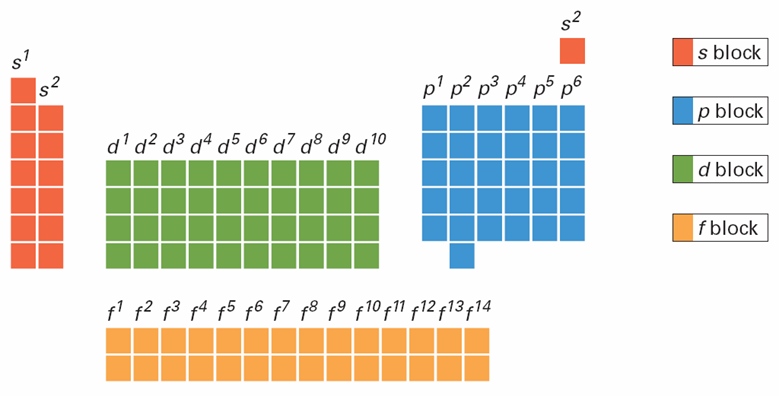 s²
s¹
s²
p¹ p² p³ p⁴ p⁵ p⁶
d¹ d² d³ d⁴ d⁵ d⁶ d⁷ d⁸ d⁹ d¹⁰
f¹ f² f³ f⁴ f⁵ f⁶ f⁷ f⁸ f⁹ f¹⁰ f¹¹ f¹² f¹³ f¹⁴
s block
p block
d block
f block